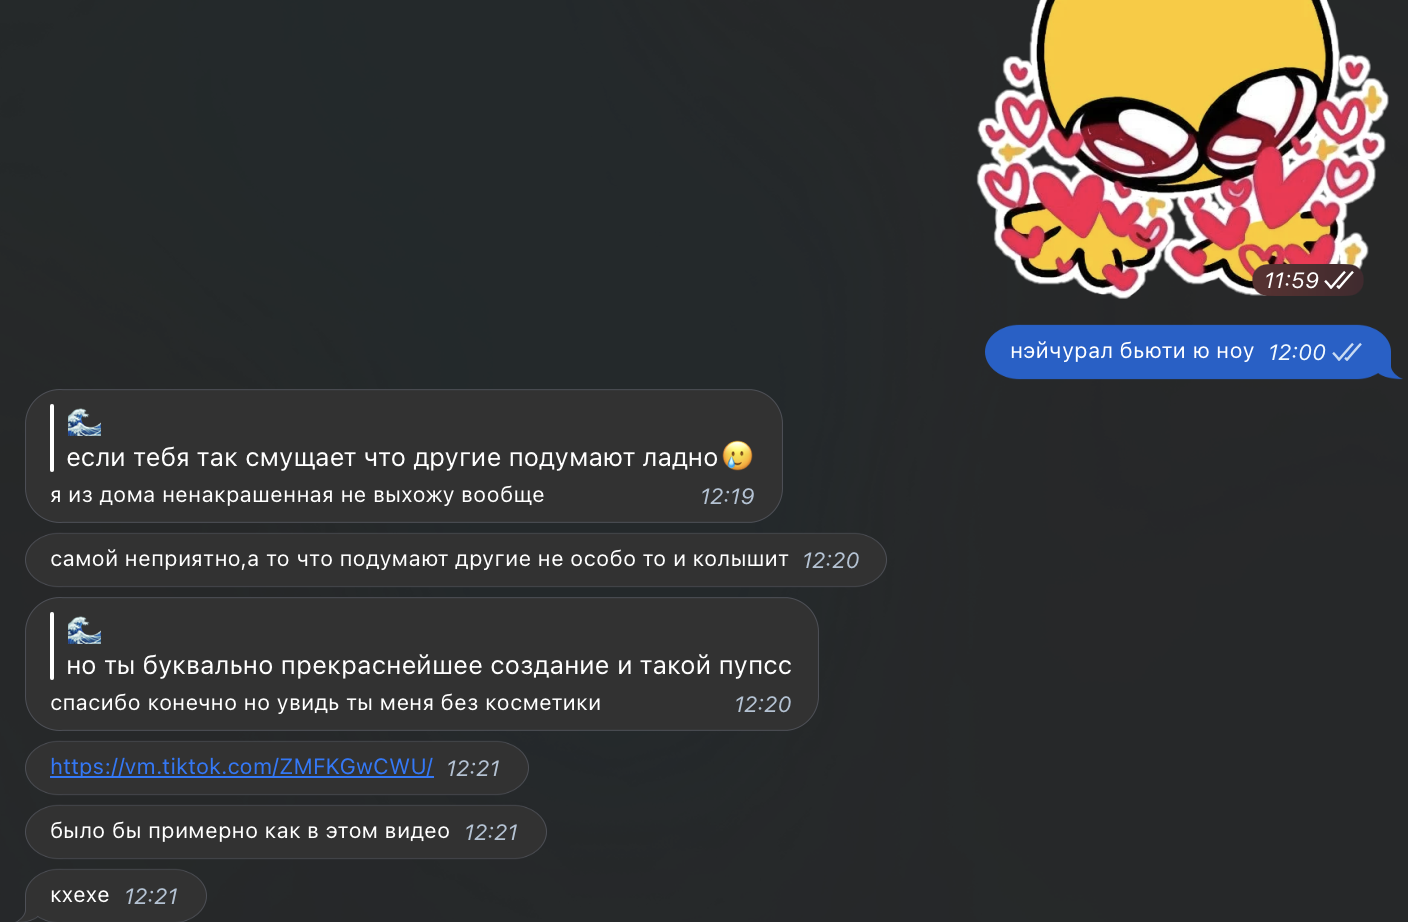 11:59
нэйчурал бьюти ю ноу 12:00
🌊
если тебя так смущает что другие подумают ладно🥲
я из дома ненакрашенная не выхожу вообще 12:19
самой неприятно,а то что подумают другие не особо то и колышит 12:20
🌊
но ты буквально прекраснейшее создание и такой пупсс
спасибо конечно но увидь ты меня без косметики 12:20
https://vm.tiktok.com/ZMFKGwCWU/ 12:21
было бы примерно как в этом видео 12:21
кхехе 12:21